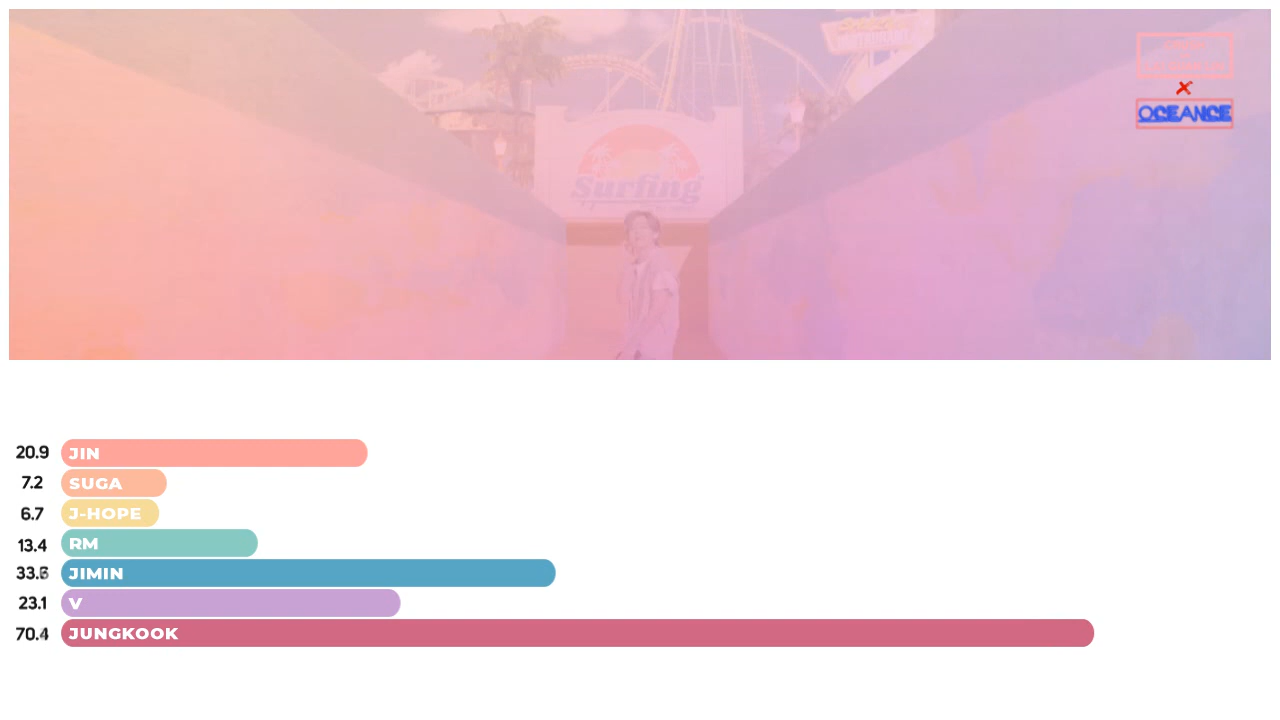 Surfing
OCEANCE
20.9 JIN
7.2 SUGA
6.7 J-HOPE
13.4 RM
JIMIN
23.1 V
70.4 JUNGKOOK